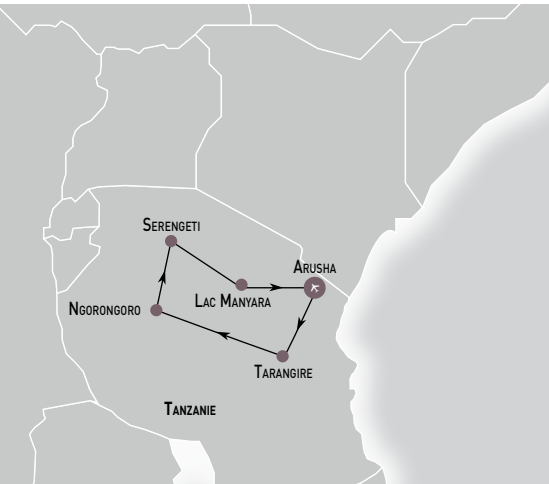 Serengeti
Arusha
Lac Manyara
Ngorongoro
Tarangire
Tanzanie